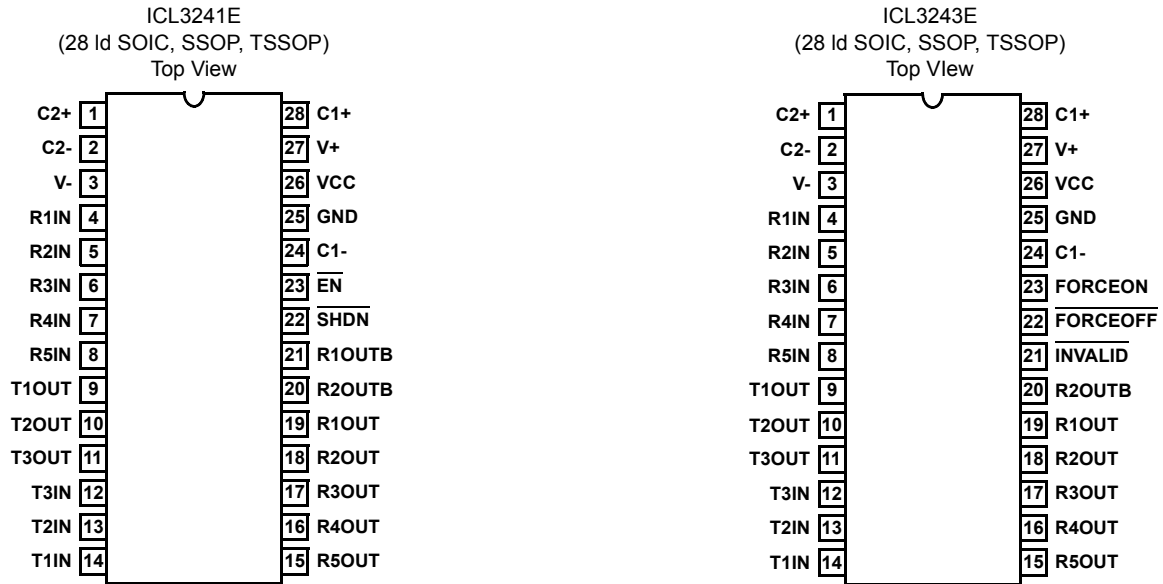 ICL3241E
(28 ld SOIC, SSOP, TSSOP)
Top View
C2+ 1 28 C1+
C2- 2 27 V+
V- 3 26 VCC
R1IN 4 25 GND
R2IN 5 24 C1-
R3IN 6 23 E̅N̅
R4IN 7 22 S̅H̅D̅N̅
R5IN 8 21 R1OUTB
T1OUT 9 20 R2OUTB
T2OUT 10 19 R1OUT
T3OUT 11 18 R2OUT
T3IN 12 17 R3OUT
T2IN 13 16 R4OUT
T1IN 14 15 R5OUT
ICL3243E
(28 ld SOIC, SSOP, TSSOP)
Top VIew
C2+ 1 28 C1+
C2- 2 27 V+
V- 3 26 VCC
R1IN 4 25 GND
R2IN 5 24 C1-
R3IN 6 23 FORCEON
R4IN 7 22 F̅O̅R̅C̅E̅O̅F̅F̅
R5IN 8 21 I̅N̅V̅A̅L̅I̅D̅
T1OUT 9 20 R2OUTB
T2OUT 10 19 R1OUT
T3OUT 11 18 R2OUT
T3IN 12 17 R3OUT
T2IN 13 16 R4OUT
T1IN 14 15 R5OUT